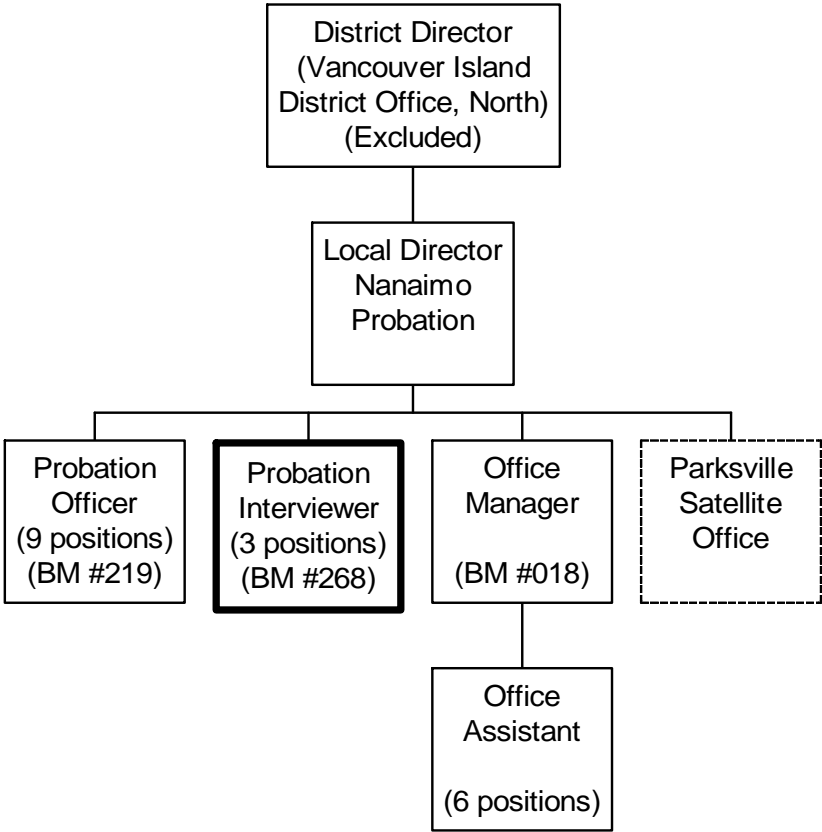 District Director
(Vancouver Island
District Office, North)
(Excluded)
Local Director
Nanaimo
Probation
Probation
Officer
(9 positions)
(BM #219)
Probation
Interviewer
(3 positions)
(BM #268)
Office
Manager
(BM #018)
Parksville
Satellite
Office
Office
Assistant
(6 positions)